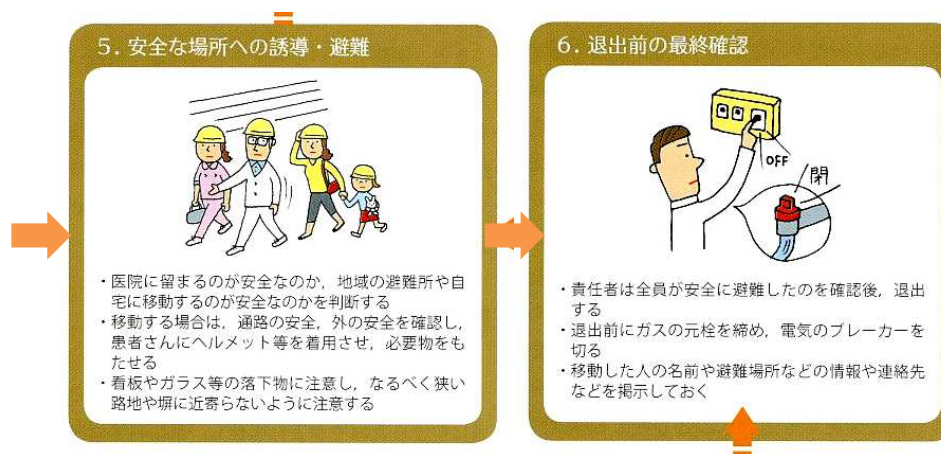 5. 安全な場所への誘導・避難
・医院に留まるのが安全なのか，地域の避難所や自
宅に移動するのが安全なのかを判断する
・移動する場合は，通路の安全，外の安全を確認し，
患者さんにヘルメット等を着用させ，必要物をも
たせる
・看板やガラス等の落下物に注意し，なるべく狭い
路地や塀に近寄らないように注意する
6. 退出前の最終確認
OFF
閉
・責任者は全員が安全に避難したのを確認後，退出
する
・退出前にガスの元栓を締め，電気のブレーカーを
切る
・移動した人の名前や避難場所などの情報や連絡先
などを掲示しておく